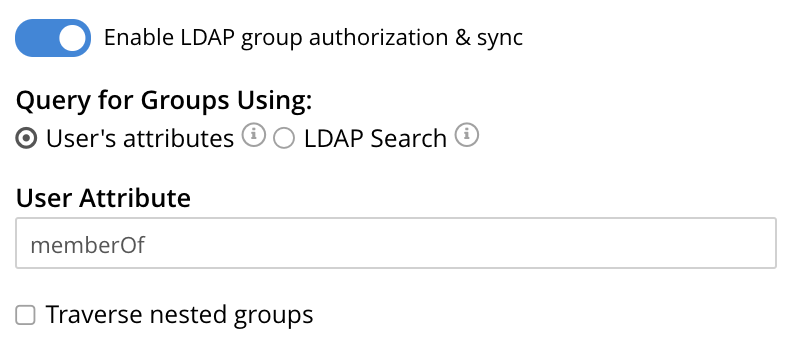 Enable LDAP group authorization & sync
Query for Groups Using:
User's attributes LDAP Search
User Attribute
memberOf
Traverse nested groups